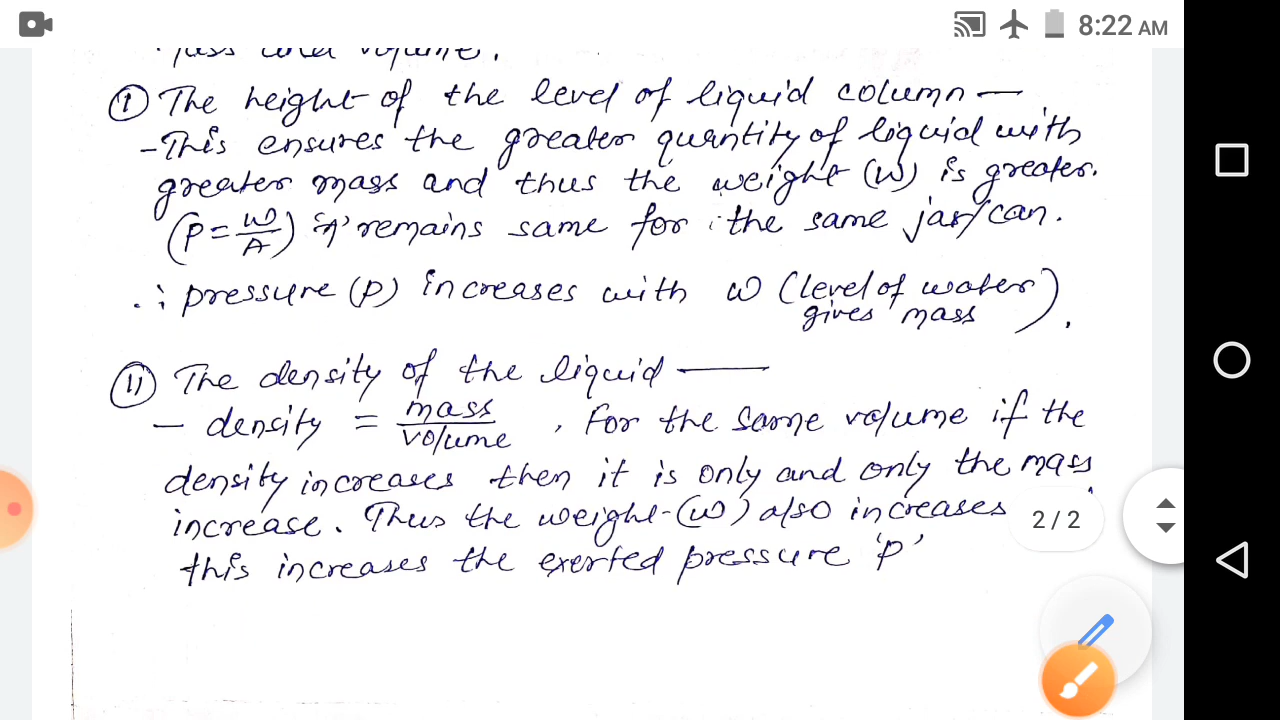 8:22 AM
mass and volume.
(I) The height of the level of liquid column —
- This ensures the greater quantity of liquid with
greater mass and thus the weight (W) is greater.
(P = W/A) 'A' remains same for the same jar/can.
∴ pressure (P) increases with W (level of water
gives mass).
(II) The density of the liquid —
— density = mass/volume , For the same volume if the
density increases then it is only and only the mass
increase. Thus the weight-(W) also increases
this increases the exerted pressure 'P'
2 / 2